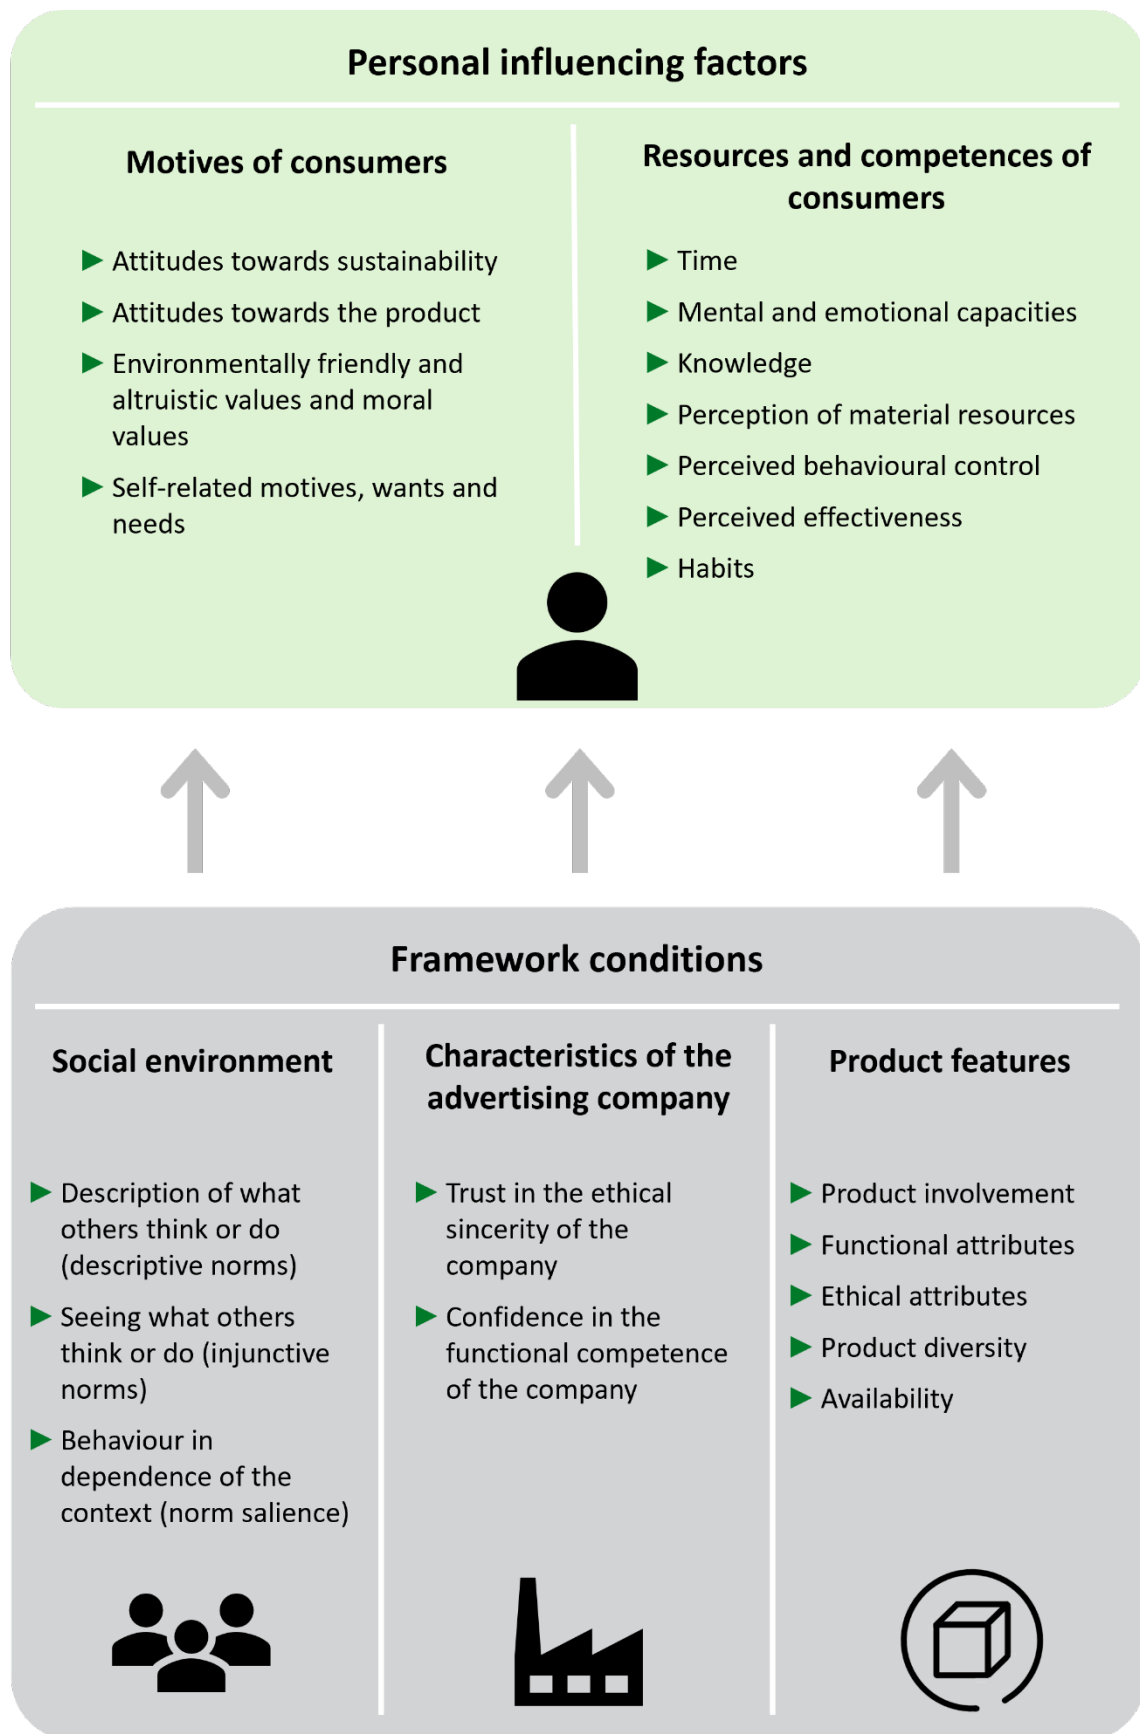 Personal influencing factors
Motives of consumers
Attitudes towards sustainability
Attitudes towards the product
Environmentally friendly and
altruistic values and moral
values
Self-related motives, wants and
needs
Resources and competences of
consumers
Time
Mental and emotional capacities
Knowledge
Perception of material resources
Perceived behavioural control
Perceived effectiveness
Habits
Framework conditions
Social environment
Description of what
others think or do
(descriptive norms)
Seeing what others
think or do (injunctive
norms)
Behaviour in
dependence of the
context (norm salience)
Characteristics of the
advertising company
Trust in the ethical
sincerity of the
company
Confidence in the
functional competence
of the company
Product features
Product involvement
Functional attributes
Ethical attributes
Product diversity
Availability